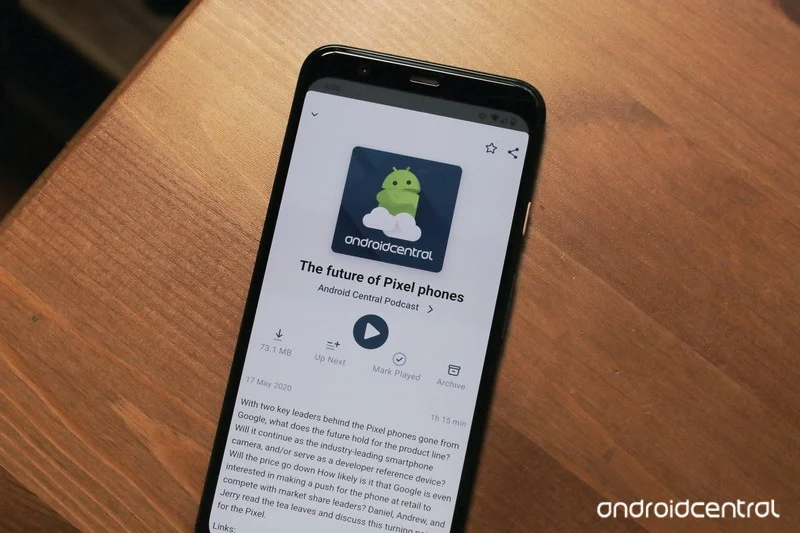 androidcentral
The future of Pixel phones
Android Central Podcast
73.1 MB
Up Next
Mark Played
Archive
17 May 2020
1h 15 min
With two key leaders behind the Pixel phones gone from
Google, what does the future hold for the product line?
Will it continue as the industry-leading smartphone
camera, and/or serve as a developer reference device?
Will the price go down How likely is it that Google is even
interested in making a push for the phone at retail to
compete with market share leaders? Daniel, Andrew, and
Jerry read the tea leaves and discuss this turning
for the Pixel.
Links:
androidcentral